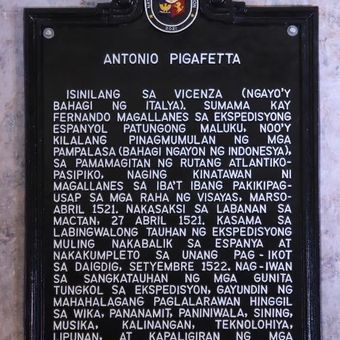 2021
ANTONIO PIGAFETTA
ISINILANG SA VICENZA (NGAYO'Y
BAHAGI NG ITALYA). SUMAMA KAY
FERNANDO MAGALLANES SA EKSPEDISYONG
ESPANYOL PATUNGONG MALUKU, NOO'Y
KILALANG PINAGMUMULAN NG MGA
PAMPALASA (BAHAGI NGAYON NG INDONESYA),
SA PAMAMAGITAN NG RUTANG ATLANTIKO-
PASIPIKO, NAGING KINATAWAN NI
MAGALLANES SA IBA'T IBANG PAKIKIPAG-
USAP SA MGA RAHA NG VISAYAS, MARSO-
ABRIL 1521. NAKASAKSI SA LABANAN SA
MACTAN, 27 ABRIL 1521. KASAMA SA
LABINGWALONG TAUHAN NG EKSPEDISYONG
MULING NAKABALIK SA ESPANYA AT
NAKAKUMPLETO SA UNANG PAG-IKOT
SA DAIGDIG, SETYEMBRE 1522. NAG-IWAN
SA SANGKATAUHAN NG MGA GUNITA
TUNGKOL SA EKSPEDISYON, GAYUNDIN NG
MAHAHALAGANG PAGLALARAWAN HINGGIL
SA WIKA, PANANAMIT, PANINIWALA, SINING,
MUSIKA, KALINANGAN, TEKNOLOHIYA,
LIPUNAN, AT KAPALIGIRAN NG MGA